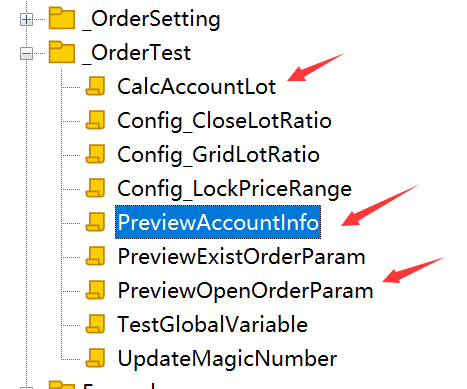 _OrderSetting
_OrderTest
CalcAccountLot
Config_CloseLotRatio
Config_GridLotRatio
Config_LockPriceRange
PreviewAccountInfo
PreviewExistOrderParam
PreviewOpenOrderParam
TestGlobalVariable
UpdateMagicNumber